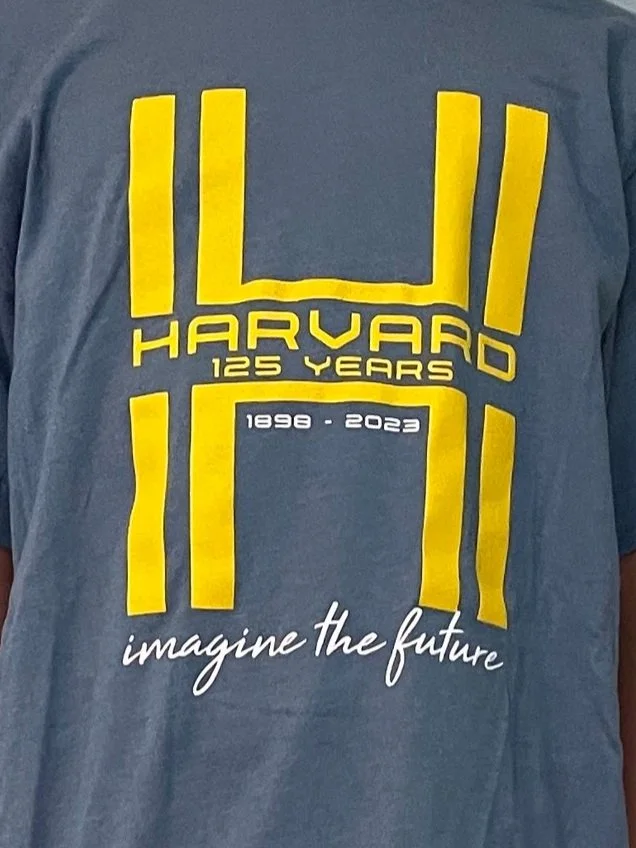 HARVARD
125 YEARS
1898 - 2023
imagine the future